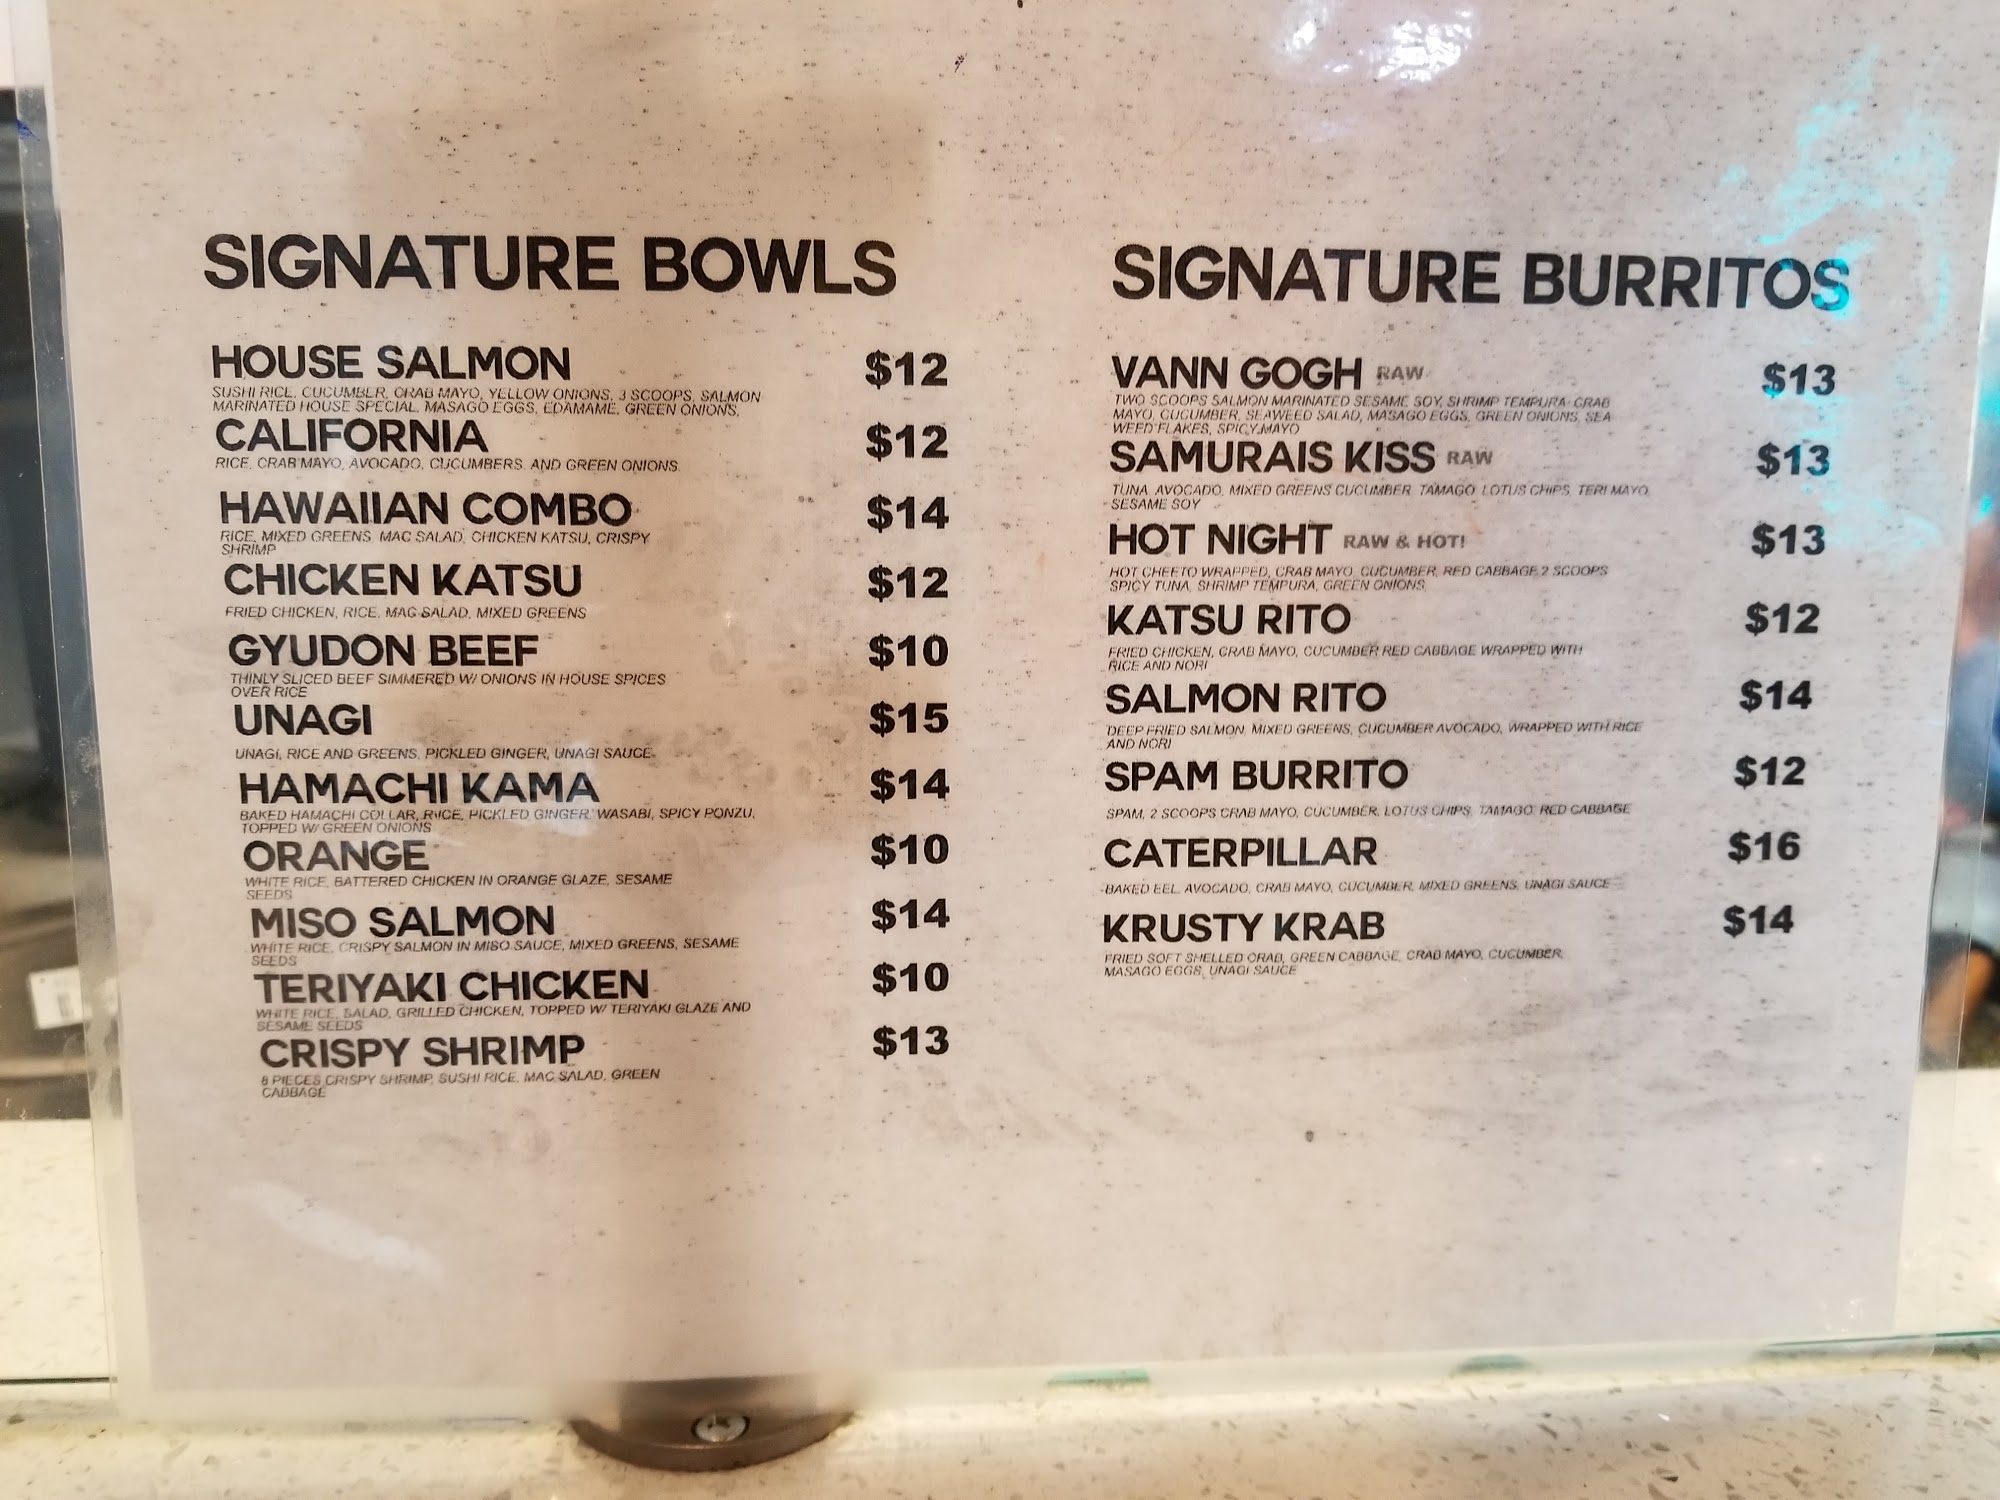 SIGNATURE BOWLS
HOUSE SALMON $12
SUSHI RICE, CUCUMBER, CRAB MAYO, YELLOW ONIONS, 3 SCOOPS, SALMON
MARINATED HOUSE SPECIAL, MASAGO EGGS, EDAMAME, GREEN ONIONS,
CALIFORNIA $12
RICE, CRAB MAYO, AVOCADO, CUCUMBERS AND GREEN ONIONS
HAWAIIAN COMBO $14
RICE, MIXED GREENS, MAC SALAD, CHICKEN KATSU, CRISPY
SHRIMP
CHICKEN KATSU $12
FRIED CHICKEN, RICE, MAC SALAD, MIXED GREENS
GYUDON BEEF $10
THINLY SLICED BEEF SIMMERED W/ ONIONS IN HOUSE SPICES
OVER RICE
UNAGI $15
UNAGI, RICE AND GREENS, PICKLED GINGER, UNAGI SAUCE
HAMACHI KAMA $14
BAKED HAMACHI COLLAR, RICE, PICKLED GINGER, WASABI, SPICY PONZU,
TOPPED W/ GREEN ONIONS
ORANGE $10
WHITE RICE, BATTERED CHICKEN IN ORANGE GLAZE, SESAME
SEEDS
MISO SALMON $14
WHITE RICE, CRISPY SALMON IN MISO SAUCE, MIXED GREENS, SESAME
SEEDS
TERIYAKI CHICKEN $10
WHITE RICE, SALAD, GRILLED CHICKEN, TOPPED W/ TERIYAKI GLAZE AND
SESAME SEEDS
CRISPY SHRIMP $13
8 PIECES CRISPY SHRIMP, SUSHI RICE, MAC SALAD, GREEN
CABBAGE
SIGNATURE BURRITOS
VANN GOGH RAW $13
TWO SCOOPS SALMON MARINATED SESAME SOY, SHRIMP TEMPURA, CRAB
MAYO, CUCUMBER, SEAWEED SALAD, MASAGO EGGS, GREEN ONIONS, SEA
WEED FLAKES, SPICY MAYO
SAMURAIS KISS RAW $13
TUNA, AVOCADO, MIXED GREENS CUCUMBER, TAMAGO, LOTUS CHIPS, TERI MAYO,
SESAME SOY
HOT NIGHT RAW & HOT! $13
HOT CHEETO WRAPPED, CRAB MAYO, CUCUMBER, RED CABBAGE 2 SCOOPS
SPICY TUNA, SHRIMP TEMPURA, GREEN ONIONS,
KATSU RITO $12
FRIED CHICKEN, CRAB MAYO, CUCUMBER RED CABBAGE WRAPPED WITH
RICE AND NORI
SALMON RITO $14
DEEP FRIED SALMON, MIXED GREENS, CUCUMBER AVOCADO, WRAPPED WITH RICE
AND NORI
SPAM BURRITO $12
SPAM, 2 SCOOPS CRAB MAYO, CUCUMBER, LOTUS CHIPS, TAMAGO, RED CABBAGE
CATERPILLAR $16
BAKED EEL, AVOCADO, CRAB MAYO, CUCUMBER, MIXED GREENS, UNAGI SAUCE
KRUSTY KRAB $14
FRIED SOFT SHELLED CRAB, GREEN CABBAGE, CRAB MAYO, CUCUMBER,
MASAGO EGGS, UNAGI SAUCE